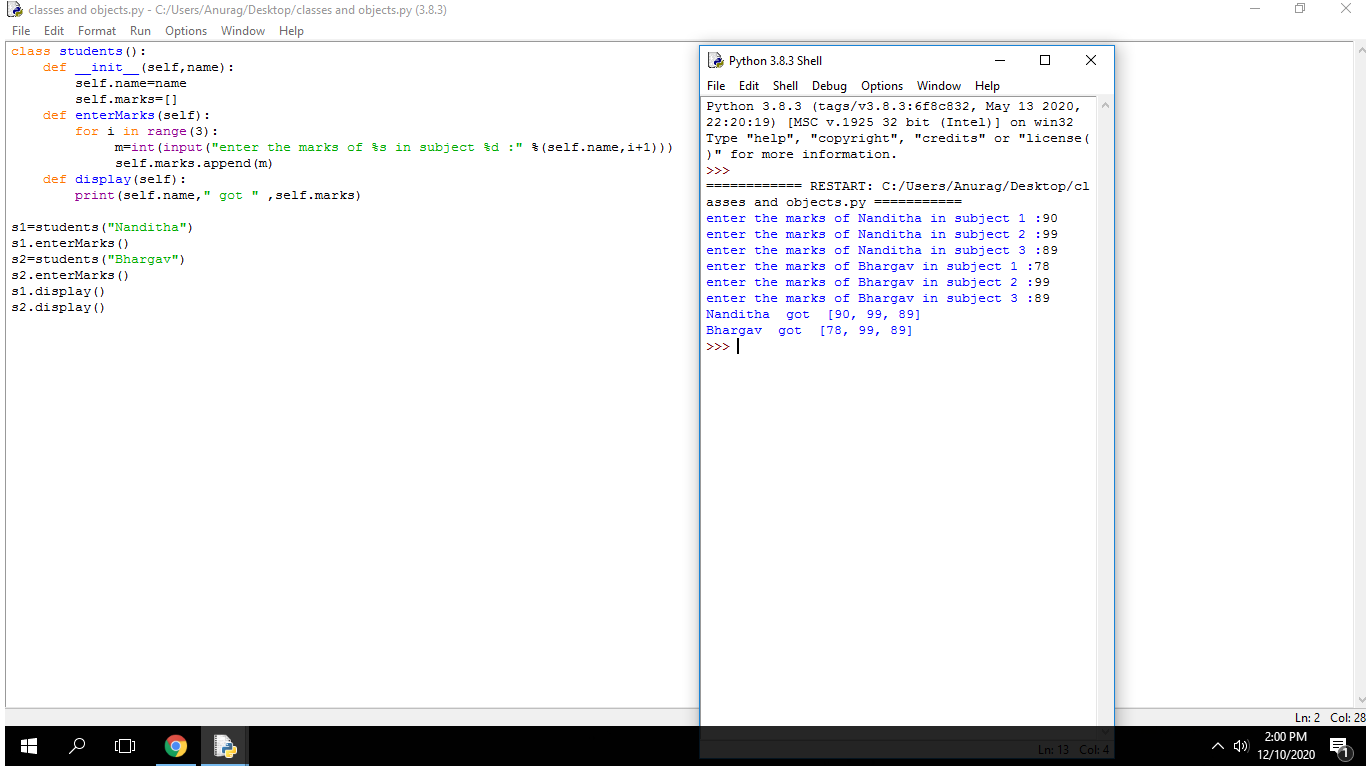 classes and objects.py - C:/Users/Anurag/Desktop/classes and objects.py (3.8.3)
File Edit Format Run Options Window Help
class students():
    def __init__(self,name):
        self.name=name
        self.marks=[]
    def enterMarks(self):
        for i in range(3):
             m=int(input("enter the marks of %s in subject %d :" %(self.name,i+1)))
             self.marks.append(m)
    def display(self):
        print(self.name," got " ,self.marks)
s1=students("Nanditha")
s1.enterMarks()
s2=students("Bhargav")
s2.enterMarks()
s1.display()
s2.display()
Python 3.8.3 Shell
File Edit Shell Debug Options Window Help
Python 3.8.3 (tags/v3.8.3:6f8c832, May 13 2020,
22:20:19) [MSC v.1925 32 bit (Intel)] on win32
Type "help", "copyright", "credits" or "license(
)" for more information.
>>>
============ RESTART: C:/Users/Anurag/Desktop/cl
asses and objects.py ===========
enter the marks of Nanditha in subject 1 :90
enter the marks of Nanditha in subject 2 :99
enter the marks of Nanditha in subject 3 :89
enter the marks of Bhargav in subject 1 :78
enter the marks of Bhargav in subject 2 :99
enter the marks of Bhargav in subject 3 :89
Nanditha  got  [90, 99, 89]
Bhargav  got  [78, 99, 89]
>>>
Ln: 13 Col: 4
Ln: 2 Col: 28
2:00 PM
12/10/2020
1